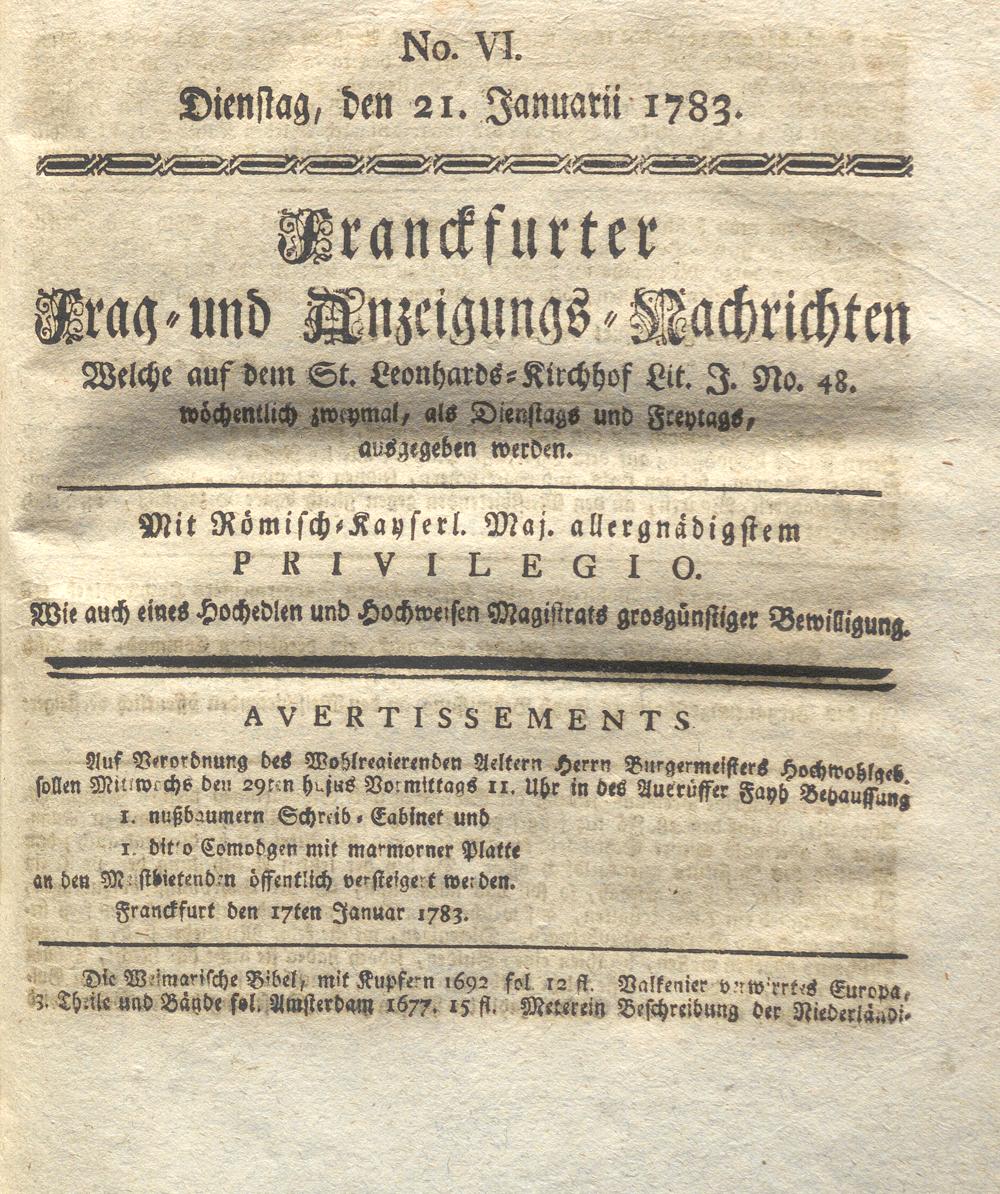 No. VI.
Dienstag, den 21. Januarii 1783.
Franckfurter
Frag-und Anzeigungs-Nachrichten
Welche auf dem St. Leonhards-Kirchhof Lit. J. No. 48.
wöchentlich zweymal, als Dienstags und Freytags,
ausgegeben werden.
Mit Römisch-Kayserl. Maj. allergnädigstem
PRIVILEGIO.
Wie auch eines Hochedlen und Hochweisen Magistrats grosgünstiger Bewilligung.
AVERTISSEMENTS
Auf Verordnung des Wohlregierenden Aeltern Herrn Burgermeisters Hochwohlgeb.
sollen Mittwochs den 29ten hujus Vormittags 11. Uhr in des Ausrüffer Fayh Behaussung
1. nußbaumern Schreib-Cabinet und
1. ditto Comodgen mit marmorner Platte
an den Meistbietenden öffentlich versteigert werden.
Franckfurt den 17ten Januar 1783.
Die Weimarische Bibel, mit Kupfern 1692 fol. 12 fl. Valkenier verwirrtes Europa,
3. Theile und Bände fol. Amsterdam 1677. 15 fl. Meterein Beschreibung der Niederländi-